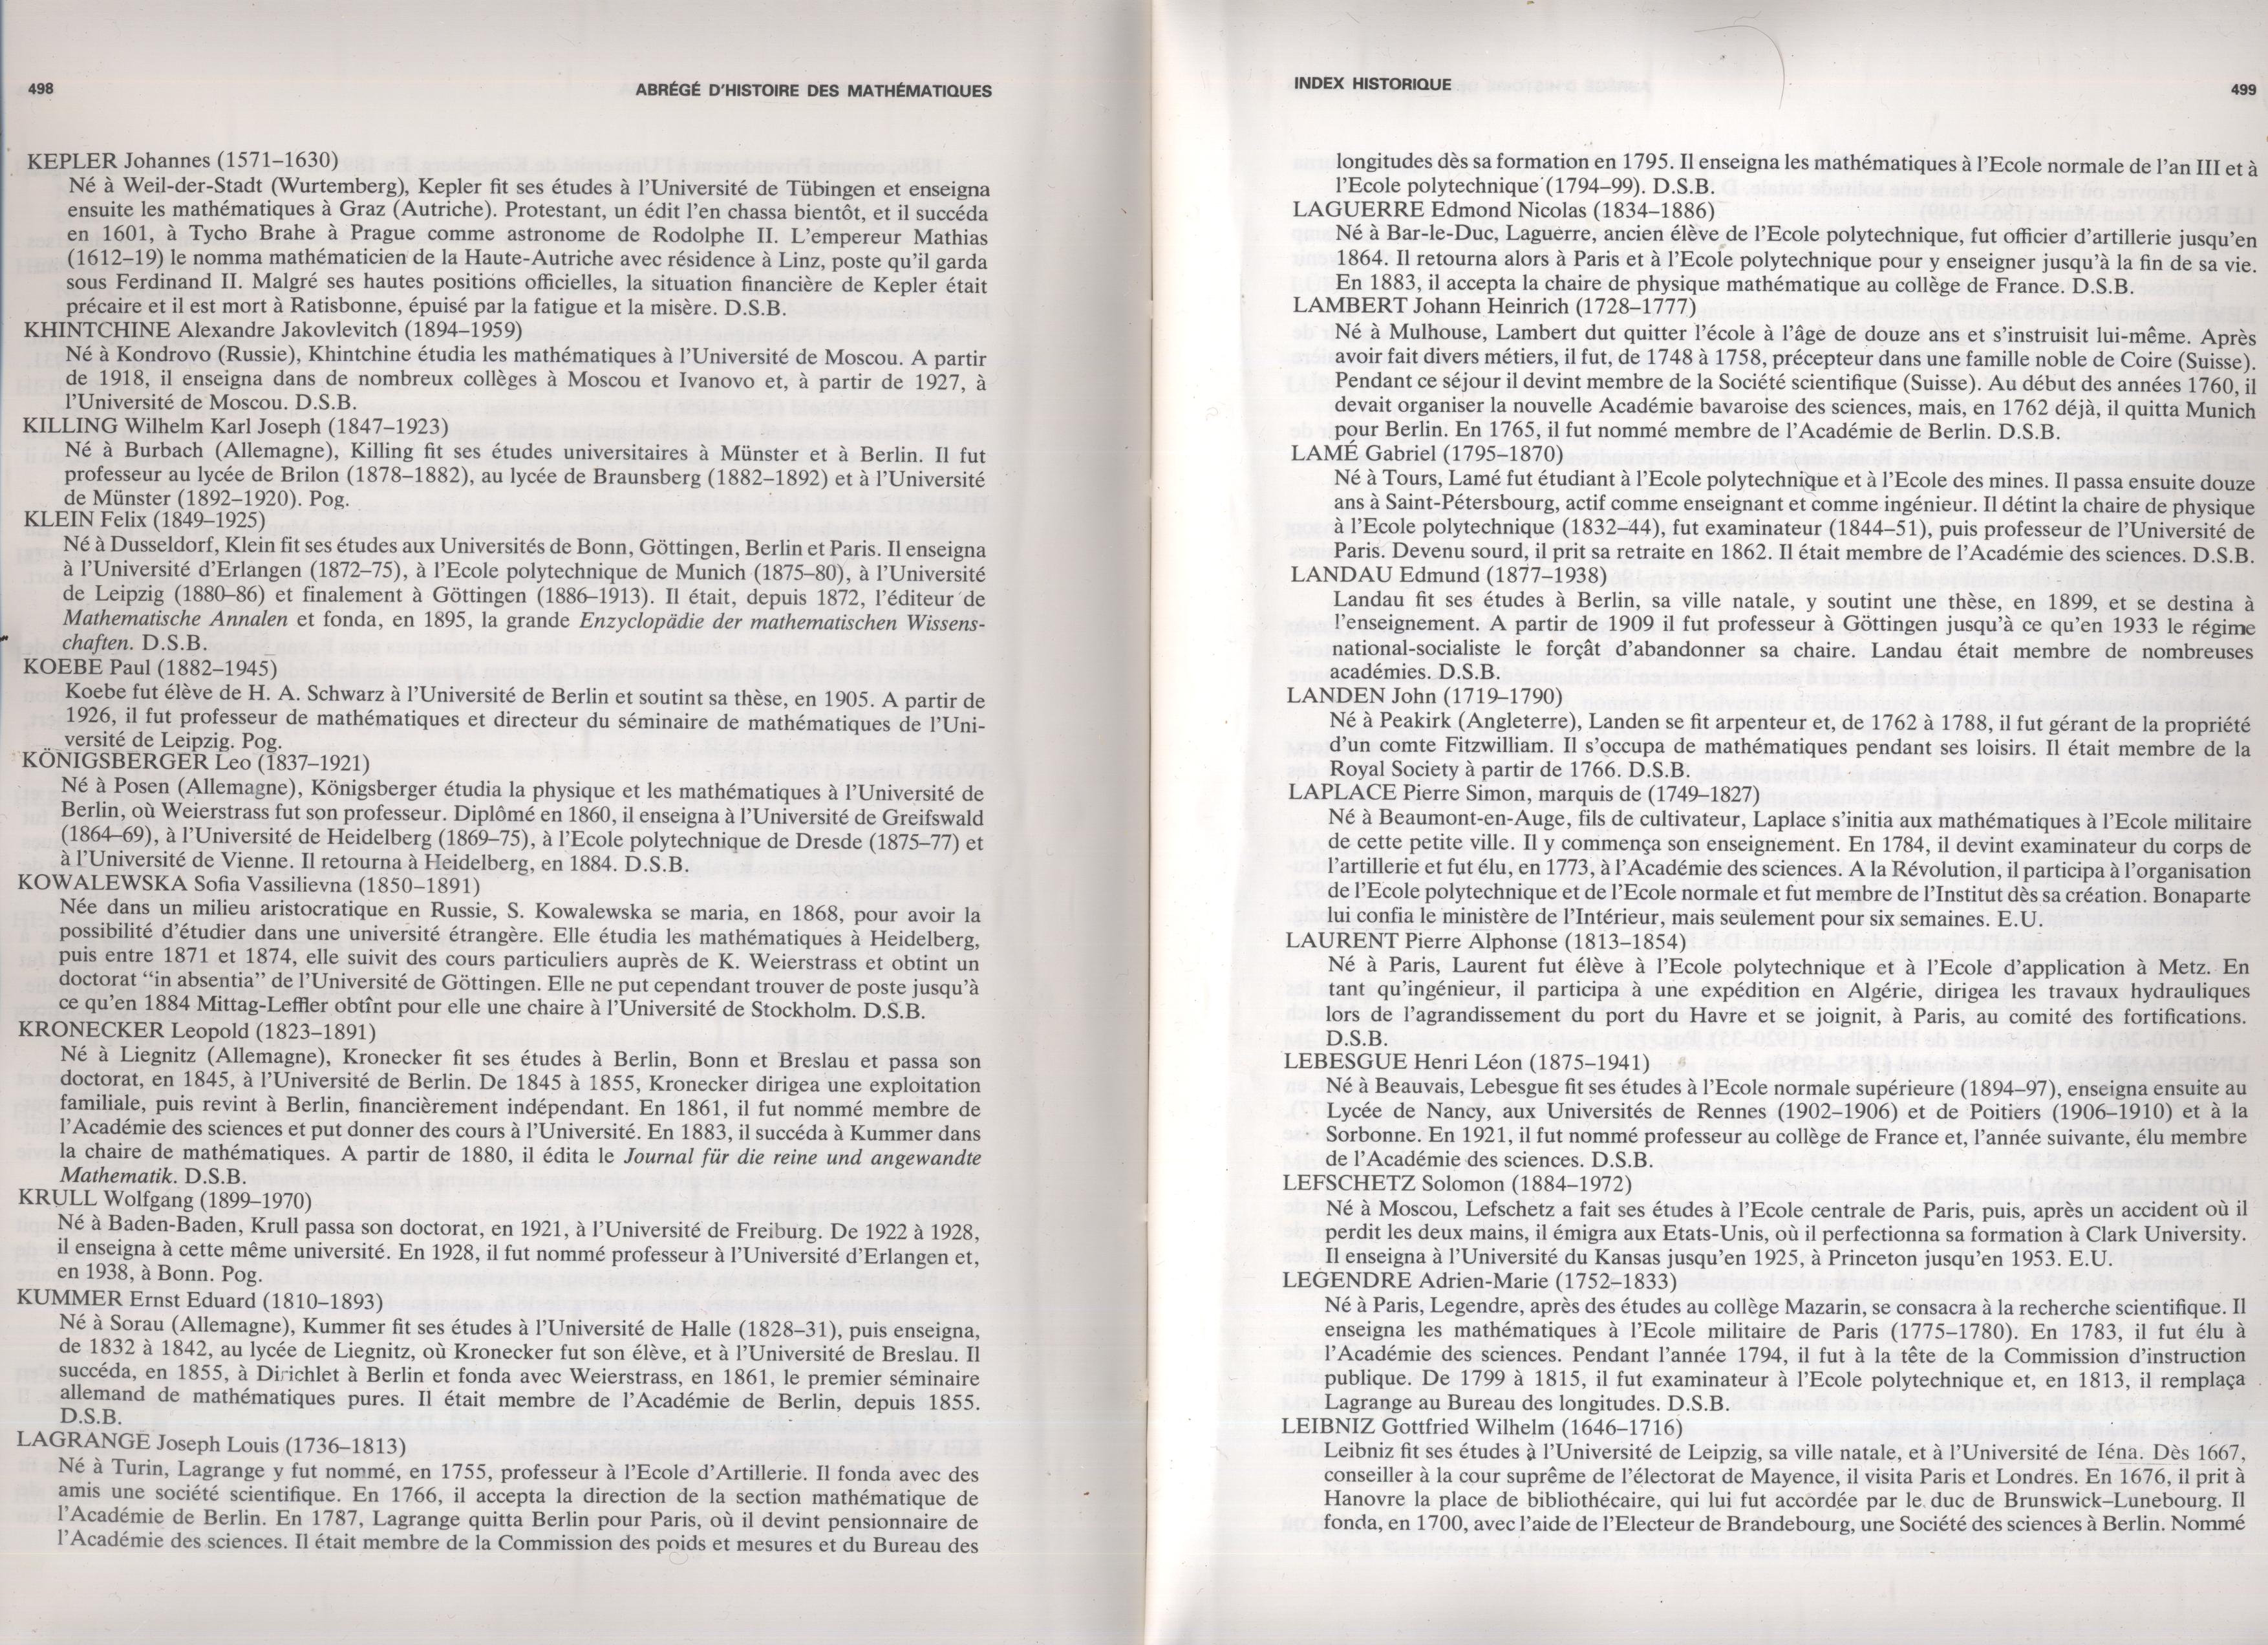 498
ABRÉGÉ D'HISTOIRE DES MATHÉMATIQUES
KEPLER Johannes (1571–1630)
Né à Weil-der-Stadt (Wurtemberg), Kepler fit ses études à l'Université de Tübingen et enseigna
ensuite les mathématiques à Graz (Autriche). Protestant, un édit l'en chassa bientôt, et il succéda
en 1601, à Tycho Brahe à Prague comme astronome de Rodolphe II. L'empereur Mathias
(1612–19) le nomma mathématicien de la Haute-Autriche avec résidence à Linz, poste qu'il garda
sous Ferdinand II. Malgré ses hautes positions officielles, la situation financière de Kepler était
précaire et il est mort à Ratisbonne, épuisé par la fatigue et la misère. D.S.B.
KHINTCHINE Alexandre Jakovlevitch (1894–1959)
Né à Kondrovo (Russie), Khintchine étudia les mathématiques à l'Université de Moscou. A partir
de 1918, il enseigna dans de nombreux collèges à Moscou et Ivanovo et, à partir de 1927, à
l'Université de Moscou. D.S.B.
KILLING Wilhelm Karl Joseph (1847–1923)
Né à Burbach (Allemagne), Killing fit ses études universitaires à Münster et à Berlin. Il fut
professeur au lycée de Brilon (1878–1882), au lycée de Braunsberg (1882–1892) et à l'Université
de Münster (1892–1920). Pog.
KLEIN Felix (1849–1925)
Né à Dusseldorf, Klein fit ses études aux Universités de Bonn, Göttingen, Berlin et Paris. Il enseigna
à l'Université d'Erlangen (1872–75), à l'Ecole polytechnique de Munich (1875–80), à l'Université
de Leipzig (1880–86) et finalement à Göttingen (1886–1913). Il était, depuis 1872, l'éditeur de
Mathematische Annalen et fonda, en 1895, la grande Enzyclopädie der mathematischen Wissens-
chaften. D.S.B.
KOEBE Paul (1882–1945)
Koebe fut élève de H. A. Schwarz à l'Université de Berlin et soutint sa thèse, en 1905. A partir de
1926, il fut professeur de mathématiques et directeur du séminaire de mathématiques de l'Uni-
versité de Leipzig. Pog.
KÖNIGSBERGER Leo (1837–1921)
Né à Posen (Allemagne), Königsberger étudia la physique et les mathématiques à l'Université de
Berlin, où Weierstrass fut son professeur. Diplômé en 1860, il enseigna à l'Université de Greifswald
(1864–69), à l'Université de Heidelberg (1869–75), à l'Ecole polytechnique de Dresde (1875–77) et
à l'Université de Vienne. Il retourna à Heidelberg, en 1884. D.S.B.
KOWALEWSKA Sofia Vassilievna (1850–1891)
Née dans un milieu aristocratique en Russie, S. Kowalewska se maria, en 1868, pour avoir la
possibilité d'étudier dans une université étrangère. Elle étudia les mathématiques à Heidelberg,
puis entre 1871 et 1874, elle suivit des cours particuliers auprès de K. Weierstrass et obtint un
doctorat “in absentia” de l'Université de Göttingen. Elle ne put cependant trouver de poste jusqu'à
ce qu'en 1884 Mittag-Leffler obtînt pour elle une chaire à l'Université de Stockholm. D.S.B.
KRONECKER Leopold (1823–1891)
Né à Liegnitz (Allemagne), Kronecker fit ses études à Berlin, Bonn et Breslau et passa son
doctorat, en 1845, à l'Université de Berlin. De 1845 à 1855, Kronecker dirigea une exploitation
familiale, puis revint à Berlin, financièrement indépendant. En 1861, il fut nommé membre de
l'Académie des sciences et put donner des cours à l'Université. En 1883, il succéda à Kummer dans
la chaire de mathématiques. A partir de 1880, il édita le Journal für die reine und angewandte
Mathematik. D.S.B.
KRULL Wolfgang (1899–1970)
Né à Baden-Baden, Krull passa son doctorat, en 1921, à l'Université de Freiburg. De 1922 à 1928,
il enseigna à cette même université. En 1928, il fut nommé professeur à l'Université d'Erlangen et,
en 1938, à Bonn. Pog.
KUMMER Ernst Eduard (1810–1893)
Né à Sorau (Allemagne), Kummer fit ses études à l'Université de Halle (1828–31), puis enseigna,
de 1832 à 1842, au lycée de Liegnitz, où Kronecker fut son élève, et à l'Université de Breslau. Il
succéda, en 1855, à Dirichlet à Berlin et fonda avec Weierstrass, en 1861, le premier séminaire
allemand de mathématiques pures. Il était membre de l'Académie de Berlin, depuis 1855.
D.S.B.
LAGRANGE Joseph Louis (1736–1813)
Né à Turin, Lagrange y fut nommé, en 1755, professeur à l'Ecole d'Artillerie. Il fonda avec des
amis une société scientifique. En 1766, il accepta la direction de la section mathématique de
l'Académie de Berlin. En 1787, Lagrange quitta Berlin pour Paris, où il devint pensionnaire de
l'Académie des sciences. Il était membre de la Commission des poids et mesures et du Bureau des
INDEX HISTORIQUE
499
longitudes dès sa formation en 1795. Il enseigna les mathématiques à l'Ecole normale de l'an III et à
l'Ecole polytechnique (1794–99). D.S.B.
LAGUERRE Edmond Nicolas (1834–1886)
Né à Bar-le-Duc, Laguerre, ancien élève de l'Ecole polytechnique, fut officier d'artillerie jusqu'en
1864. Il retourna alors à Paris et à l'Ecole polytechnique pour y enseigner jusqu'à la fin de sa vie.
En 1883, il accepta la chaire de physique mathématique au collège de France. D.S.B.
LAMBERT Johann Heinrich (1728–1777)
Né à Mulhouse, Lambert dut quitter l'école à l'âge de douze ans et s'instruisit lui-même. Après
avoir fait divers métiers, il fut, de 1748 à 1758, précepteur dans une famille noble de Coire (Suisse).
Pendant ce séjour il devint membre de la Société scientifique (Suisse). Au début des années 1760, il
devait organiser la nouvelle Académie bavaroise des sciences, mais, en 1762 déjà, il quitta Munich
pour Berlin. En 1765, il fut nommé membre de l'Académie de Berlin. D.S.B.
LAMÉ Gabriel (1795–1870)
Né à Tours, Lamé fut étudiant à l'Ecole polytechnique et à l'Ecole des mines. Il passa ensuite douze
ans à Saint-Pétersbourg, actif comme enseignant et comme ingénieur. Il détint la chaire de physique
à l'Ecole polytechnique (1832–44), fut examinateur (1844–51), puis professeur de l'Université de
Paris. Devenu sourd, il prit sa retraite en 1862. Il était membre de l'Académie des sciences. D.S.B.
LANDAU Edmund (1877–1938)
Landau fit ses études à Berlin, sa ville natale, y soutint une thèse, en 1899, et se destina à
l'enseignement. A partir de 1909 il fut professeur à Göttingen jusqu'à ce qu'en 1933 le régime
national-socialiste le forçât d'abandonner sa chaire. Landau était membre de nombreuses
académies. D.S.B.
LANDEN John (1719–1790)
Né à Peakirk (Angleterre), Landen se fit arpenteur et, de 1762 à 1788, il fut gérant de la propriété
d'un comte Fitzwilliam. Il s'occupa de mathématiques pendant ses loisirs. Il était membre de la
Royal Society à partir de 1766. D.S.B.
LAPLACE Pierre Simon, marquis de (1749–1827)
Né à Beaumont-en-Auge, fils de cultivateur, Laplace s'initia aux mathématiques à l'Ecole militaire
de cette petite ville. Il y commença son enseignement. En 1784, il devint examinateur du corps de
l'artillerie et fut élu, en 1773, à l'Académie des sciences. A la Révolution, il participa à l'organisation
de l'Ecole polytechnique et de l'Ecole normale et fut membre de l'Institut dès sa création. Bonaparte
lui confia le ministère de l'Intérieur, mais seulement pour six semaines. E.U.
LAURENT Pierre Alphonse (1813–1854)
Né à Paris, Laurent fut élève à l'Ecole polytechnique et à l'Ecole d'application à Metz. En
tant qu'ingénieur, il participa à une expédition en Algérie, dirigea les travaux hydrauliques
lors de l'agrandissement du port du Havre et se joignit, à Paris, au comité des fortifications.
D.S.B.
LEBESGUE Henri Léon (1875–1941)
Né à Beauvais, Lebesgue fit ses études à l'Ecole normale supérieure (1894–97), enseigna ensuite au
Lycée de Nancy, aux Universités de Rennes (1902–1906) et de Poitiers (1906–1910) et à la
Sorbonne. En 1921, il fut nommé professeur au collège de France et, l'année suivante, élu membre
de l'Académie des sciences. D.S.B.
LEFSCHETZ Solomon (1884–1972)
Né à Moscou, Lefschetz a fait ses études à l'Ecole centrale de Paris, puis, après un accident où il
perdit les deux mains, il émigra aux Etats-Unis, où il perfectionna sa formation à Clark University.
Il enseigna à l'Université du Kansas jusqu'en 1925, à Princeton jusqu'en 1953. E.U.
LEGENDRE Adrien-Marie (1752–1833)
Né à Paris, Legendre, après des études au collège Mazarin, se consacra à la recherche scientifique. Il
enseigna les mathématiques à l'Ecole militaire de Paris (1775–1780). En 1783, il fut élu à
l'Académie des sciences. Pendant l'année 1794, il fut à la tête de la Commission d'instruction
publique. De 1799 à 1815, il fut examinateur à l'Ecole polytechnique et, en 1813, il remplaça
Lagrange au Bureau des longitudes. D.S.B.
LEIBNIZ Gottfried Wilhelm (1646–1716)
Leibniz fit ses études à l'Université de Leipzig, sa ville natale, et à l'Université de Iéna. Dès 1667,
conseiller à la cour suprême de l'électorat de Mayence, il visita Paris et Londres. En 1676, il prit à
Hanovre la place de bibliothécaire, qui lui fut accordée par le duc de Brunswick–Lunebourg. Il
fonda, en 1700, avec l'aide de l'Electeur de Brandebourg, une Société des sciences à Berlin. Nommé